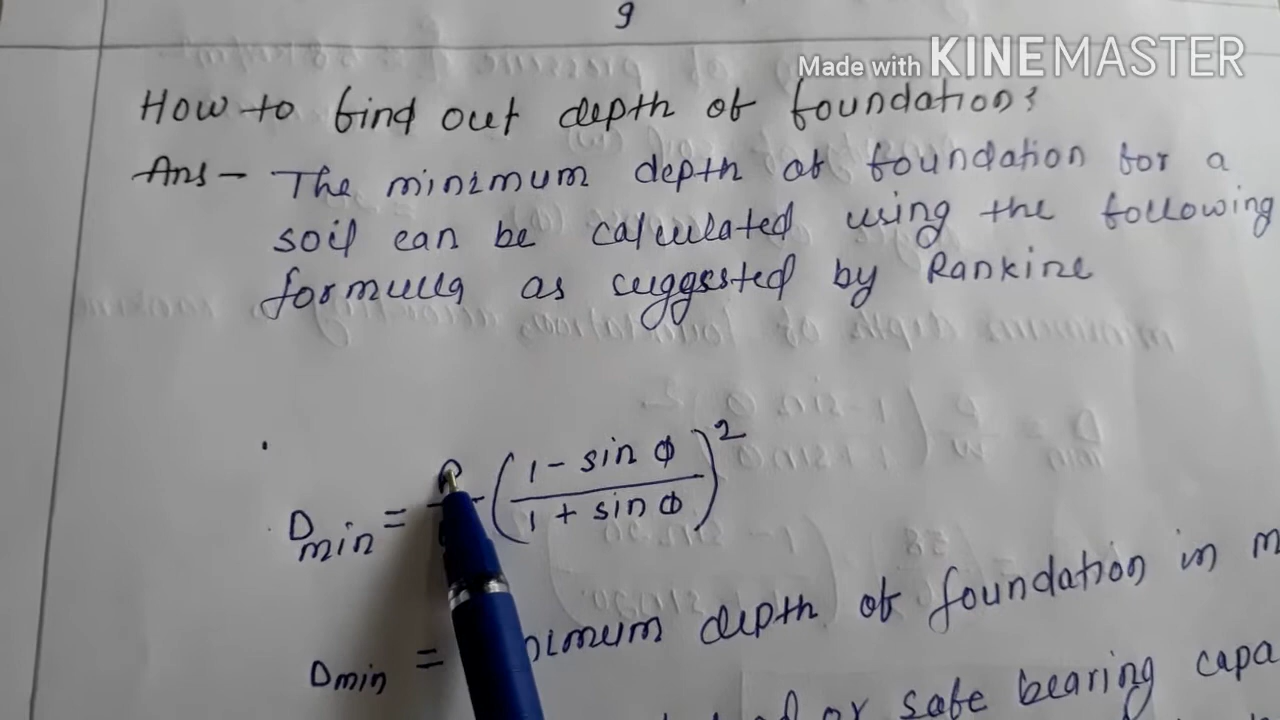 9
Made with KINEMASTER
How to find out depth of foundation?
Ans - The minimum depth of foundation for a
soil can be calculated using the following
formula as suggested by Rankine
Dmin = P (1 - sin φ / 1 + sin φ)²
Dmin = minimum depth of foundation in m
or safe bearing capa